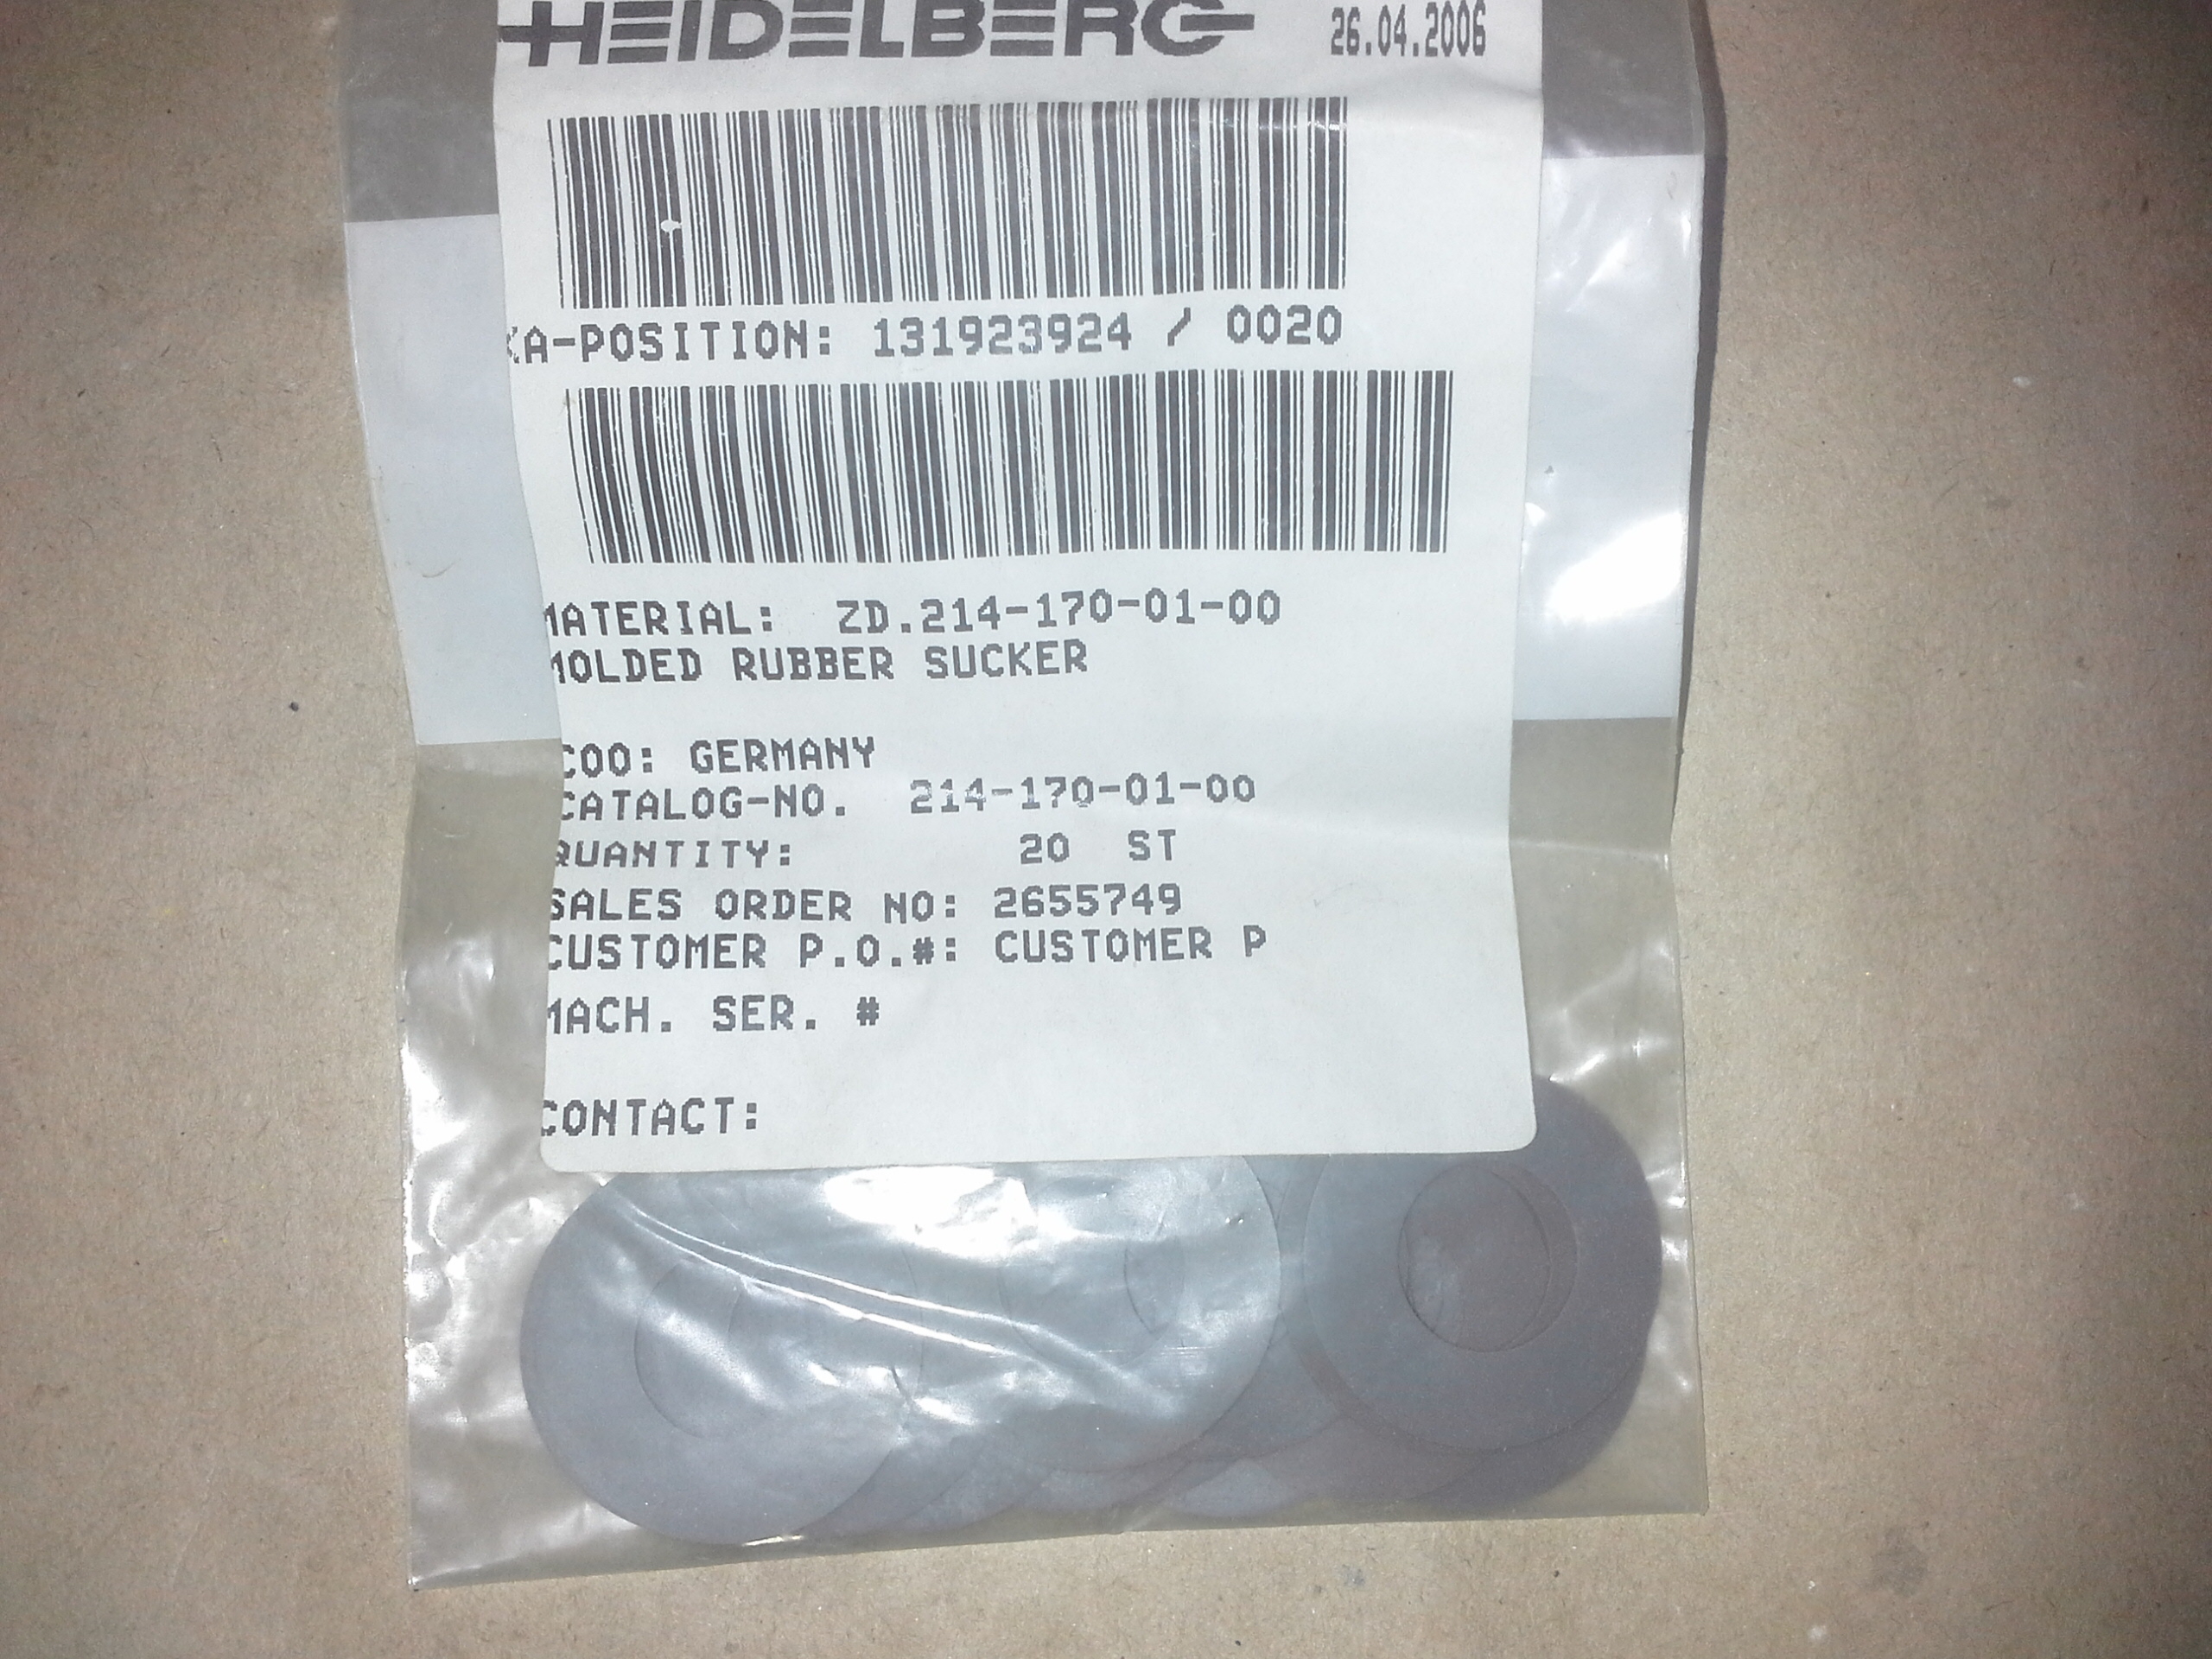 HEIDELBERG 26.04.2006
KA-POSITION: 131923924 / 0020
MATERIAL: ZD.214-170-01-00
MOLDED RUBBER SUCKER
COO: GERMANY
CATALOG-NO. 214-170-01-00
QUANTITY: 20 ST
SALES ORDER NO: 2655749
CUSTOMER P.O.#: CUSTOMER P
MACH. SER. #
CONTACT: